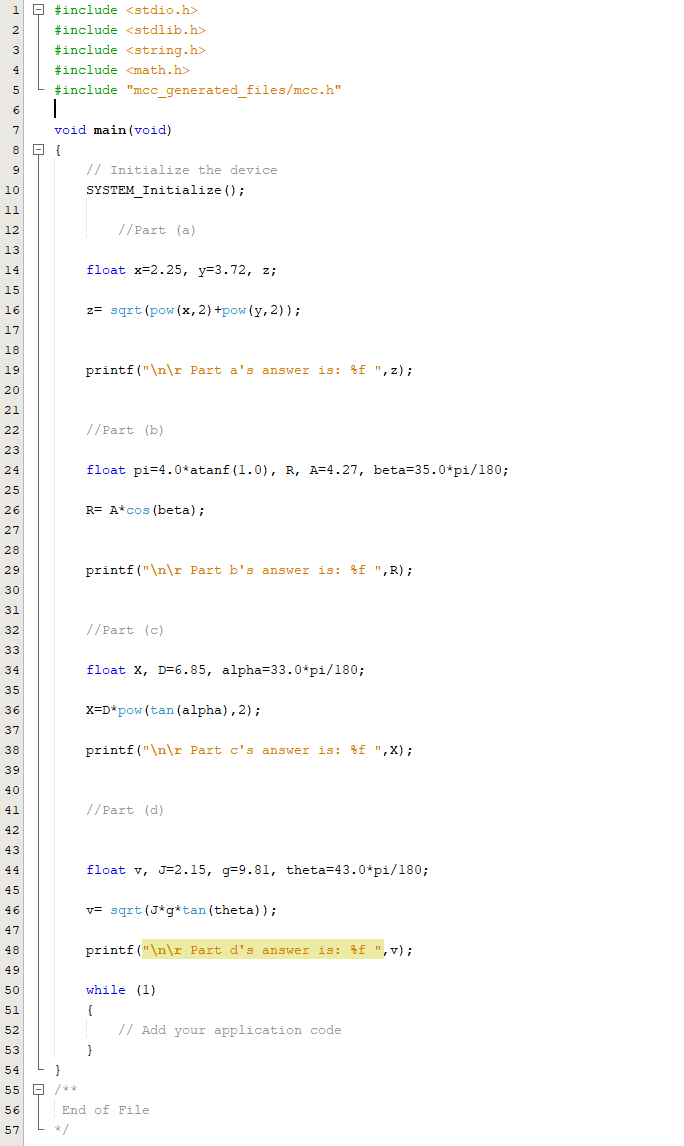 1 #include <stdio.h>
2 #include <stdlib.h>
3 #include <string.h>
4 #include <math.h>
5 #include "mcc_generated_files/mcc.h"
6
7 void main(void)
8 {
9 // Initialize the device
10 SYSTEM_Initialize();
11
12 //Part (a)
13
14 float x=2.25, y=3.72, z;
15
16 z= sqrt(pow(x,2)+pow(y,2));
17
18
19 printf("\n\r Part a's answer is: %f ",z);
20
21
22 //Part (b)
23
24 float pi=4.0*atanf(1.0), R, A=4.27, beta=35.0*pi/180;
25
26 R= A*cos(beta);
27
28
29 printf("\n\r Part b's answer is: %f ",R);
30
31
32 //Part (c)
33
34 float X, D=6.85, alpha=33.0*pi/180;
35
36 X=D*pow(tan(alpha),2);
37
38 printf("\n\r Part c's answer is: %f ",X);
39
40
41 //Part (d)
42
43
44 float v, J=2.15, g=9.81, theta=43.0*pi/180;
45
46 v= sqrt(J*g*tan(theta));
47
48 printf("\n\r Part d's answer is: %f ",v);
49
50 while (1)
51 {
52 // Add your application code
53 }
54 }
55 /**
56 End of File
57 */